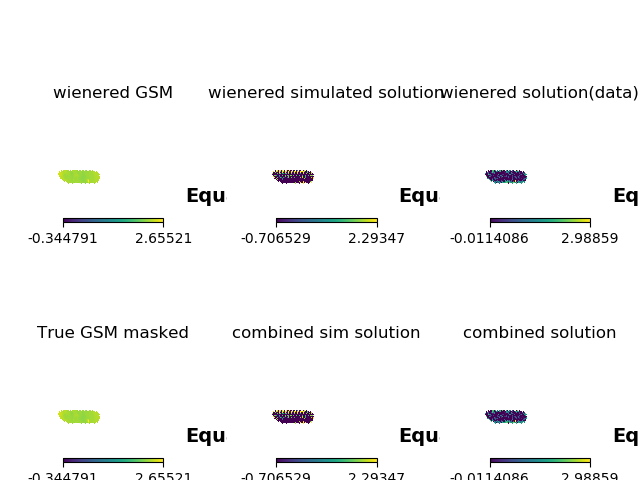 wienered GSM
wienered simulated solution
wienered solution(data)
Equ
Equ
Eq
-0.344791 2.65521
-0.706529 2.29347
-0.0114086 2.98859
True GSM masked
combined sim solution
combined solution
Equ
Equ
Eq
-0.344791 2.65521
-0.706529 2.29347
-0.0114086 2.98859